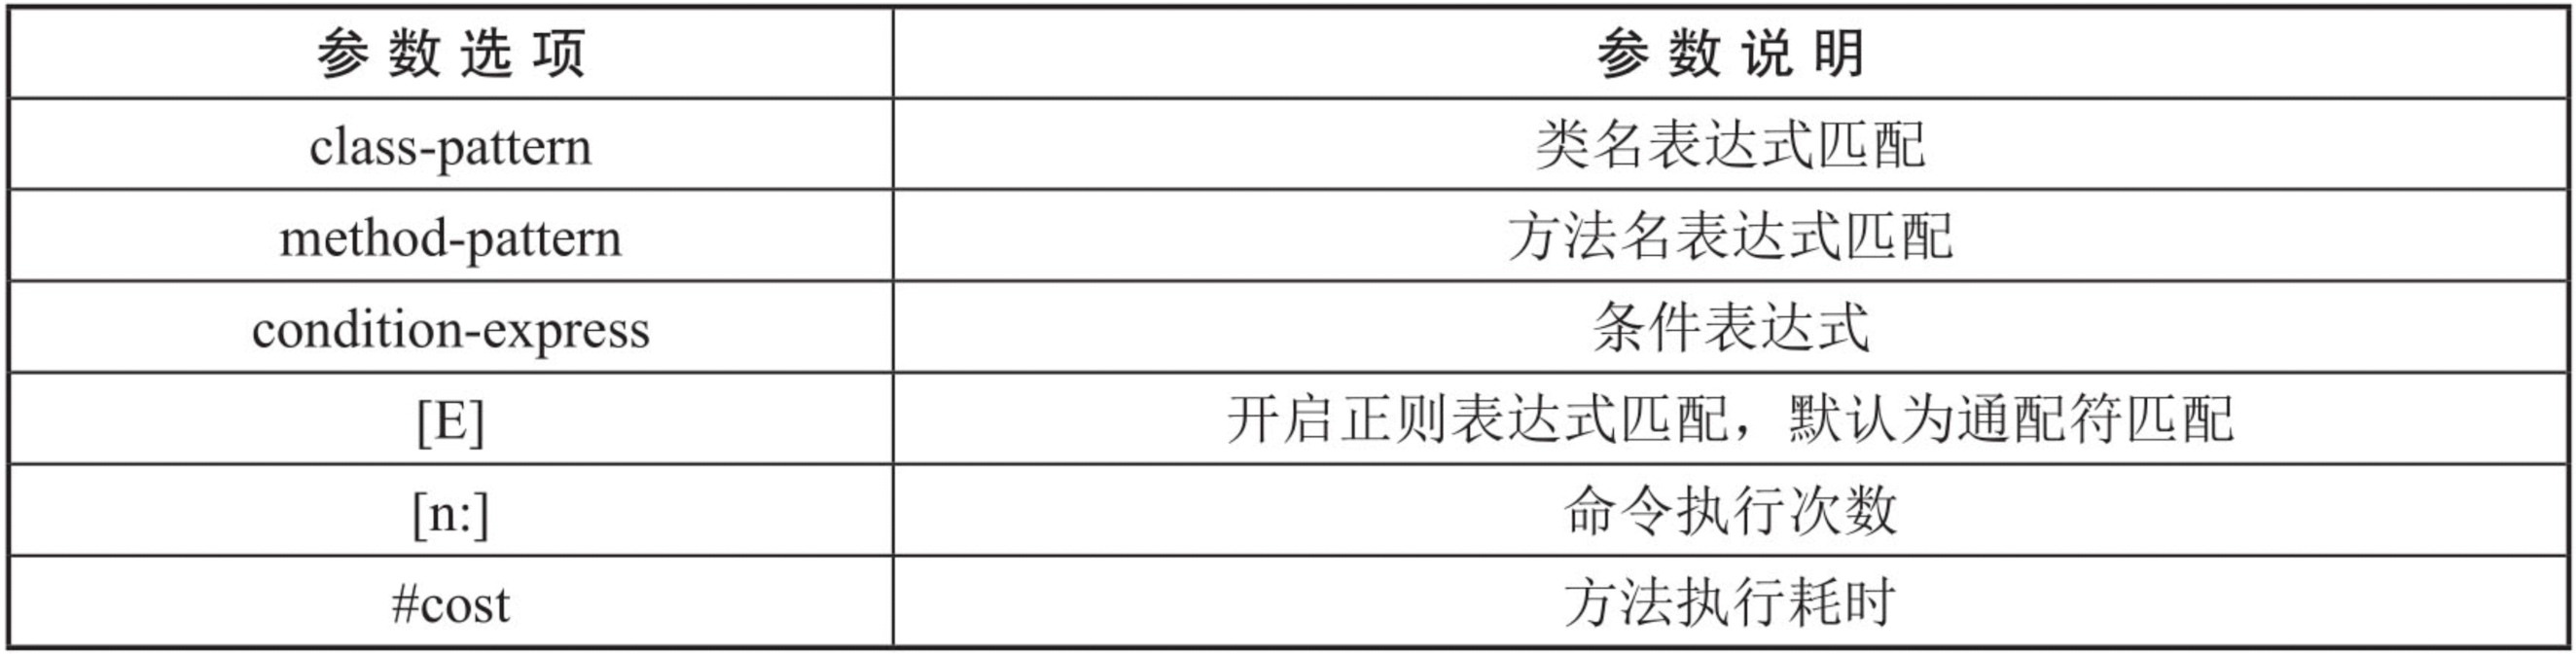 参数选项 参数说明
class-pattern 类名表达式匹配
method-pattern 方法名表达式匹配
condition-express 条件表达式
[E] 开启正则表达式匹配，默认为通配符匹配
[n:] 命令执行次数
#cost 方法执行耗时